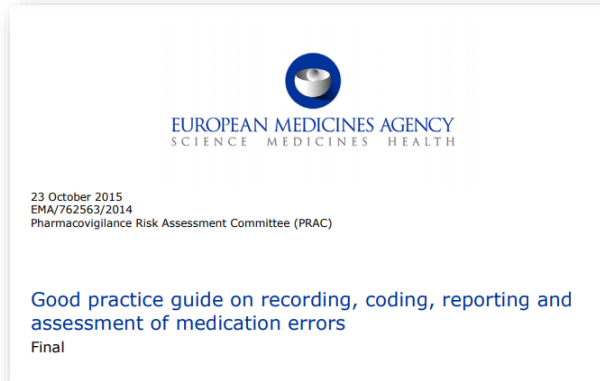 EUROPEAN MEDICINES AGENCY
SCIENCE MEDICINES HEALTH
23 October 2015
EMA/762563/2014
Pharmacovigilance Risk Assessment Committee (PRAC)
Good practice guide on recording, coding, reporting and
assessment of medication errors
Final